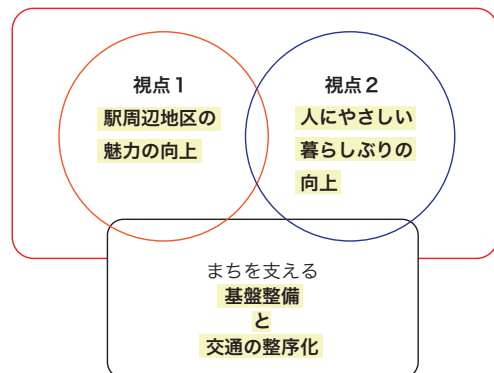 視点1
駅周辺地区の
魅力の向上
視点2
人にやさしい
暮らしぶりの
向上
まちを支える
基盤整備
と
交通の整序化